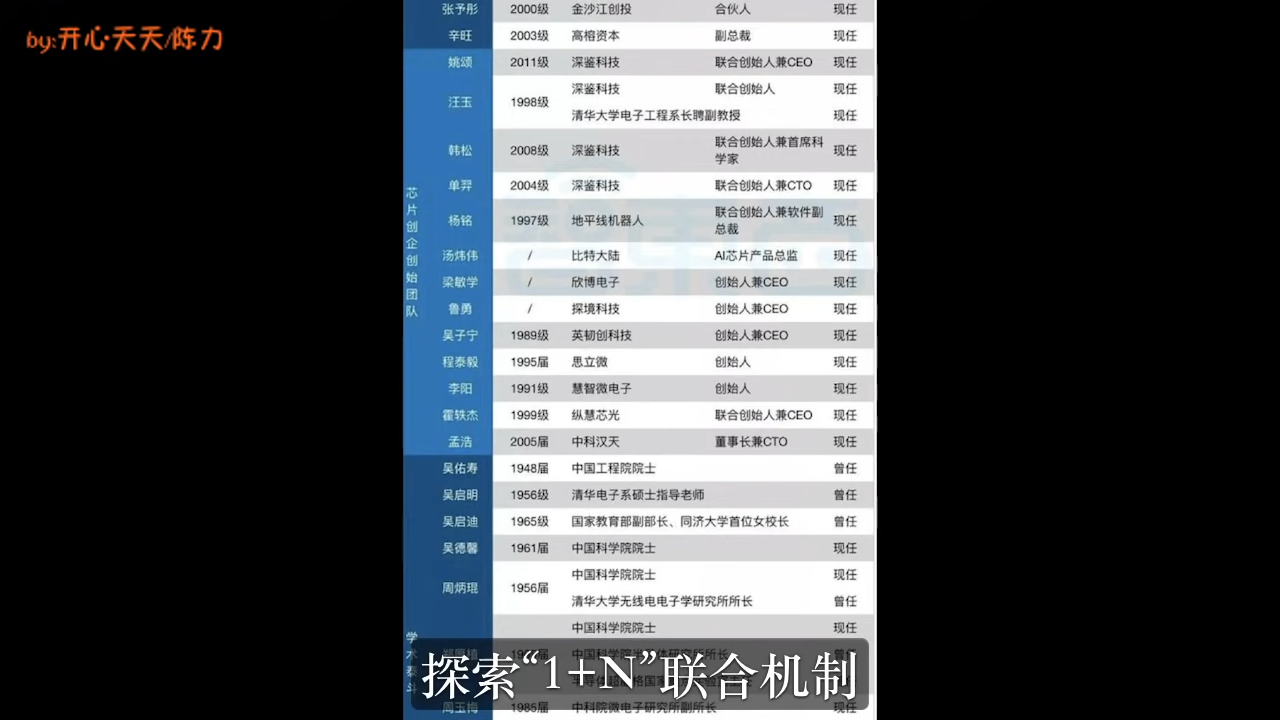 by:开心天天/陈力
张予彤 2000级 金沙江创投 合伙人 现任
辛旺 2003级 高榕资本 副总裁 现任
芯片创企创始团队
姚颂 2011级 深鉴科技 联合创始人兼CEO 现任
汪玉 1998级 深鉴科技 联合创始人 现任
清华大学电子工程系长聘副教授 现任
韩松 2008级 深鉴科技 联合创始人兼首席科学家 现任
单羿 2004级 深鉴科技 联合创始人兼CTO 现任
杨铭 1997级 地平线机器人 联合创始人兼软件副总裁 现任
汤炜伟 / 比特大陆 AI芯片产品总监 现任
梁敏学 / 欣博电子 创始人兼CEO 现任
鲁勇 / 探境科技 创始人兼CEO 现任
吴子宁 1989级 英韧创科技 创始人兼CEO 现任
程泰毅 1995届 思立微 创始人 现任
李阳 1991级 慧智微电子 创始人 现任
霍轶杰 1999级 纵慧芯光 联合创始人兼CEO 现任
孟浩 2005届 中科汉天 董事长兼CTO 现任
学术泰斗
吴佑寿 1948届 中国工程院院士 曾任
吴启明 1956级 清华电子系硕士指导老师 曾任
吴启迪 1965级 国家教育部副部长、同济大学首位女校长 曾任
吴德馨 1961届 中国科学院院士 现任
周炳琨 1956届 中国科学院院士 现任
清华大学无线电电子学研究所所长 曾任
中国科学院院士 现任
周玉梅 1985届 中科院微电子研究所副所长 现任
探索“1+N”联合机制